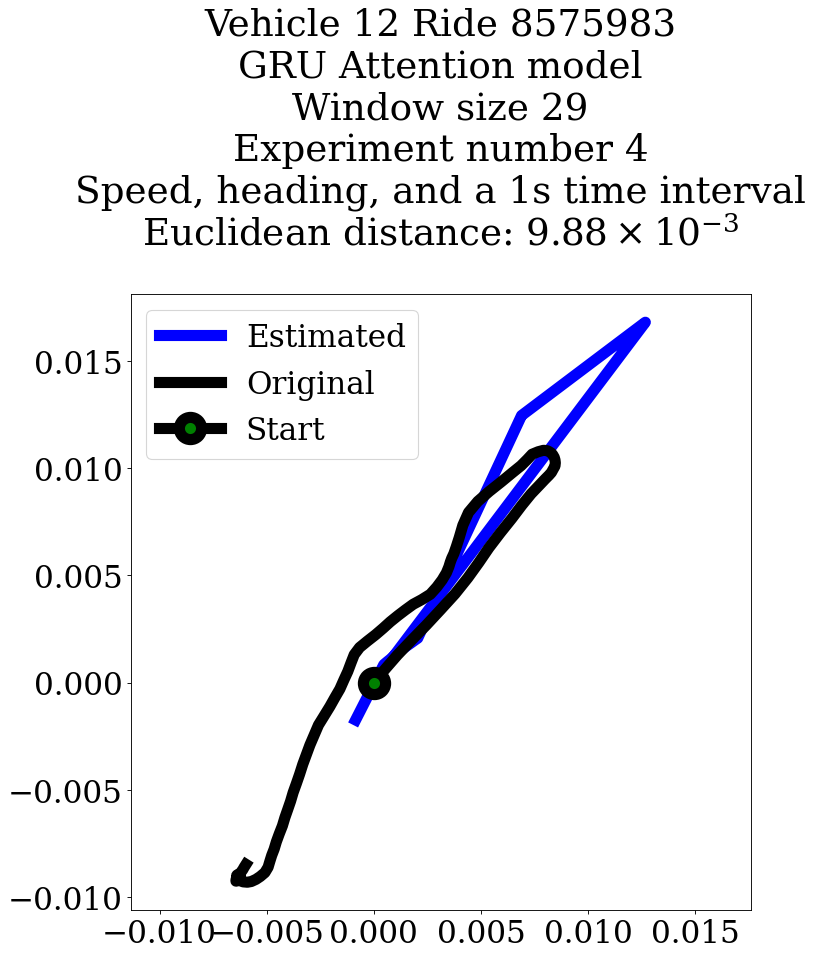 Vehicle 12 Ride 8575983
GRU Attention model
Window size 29
Experiment number 4
Speed, heading, and a 1s time interval
Euclidean distance: 9.88 × 10⁻³
Estimated
Original
Start
0.015
0.010
0.005
0.000
−0.005
−0.010
−0.010 −0.005 0.000 0.005 0.010 0.015